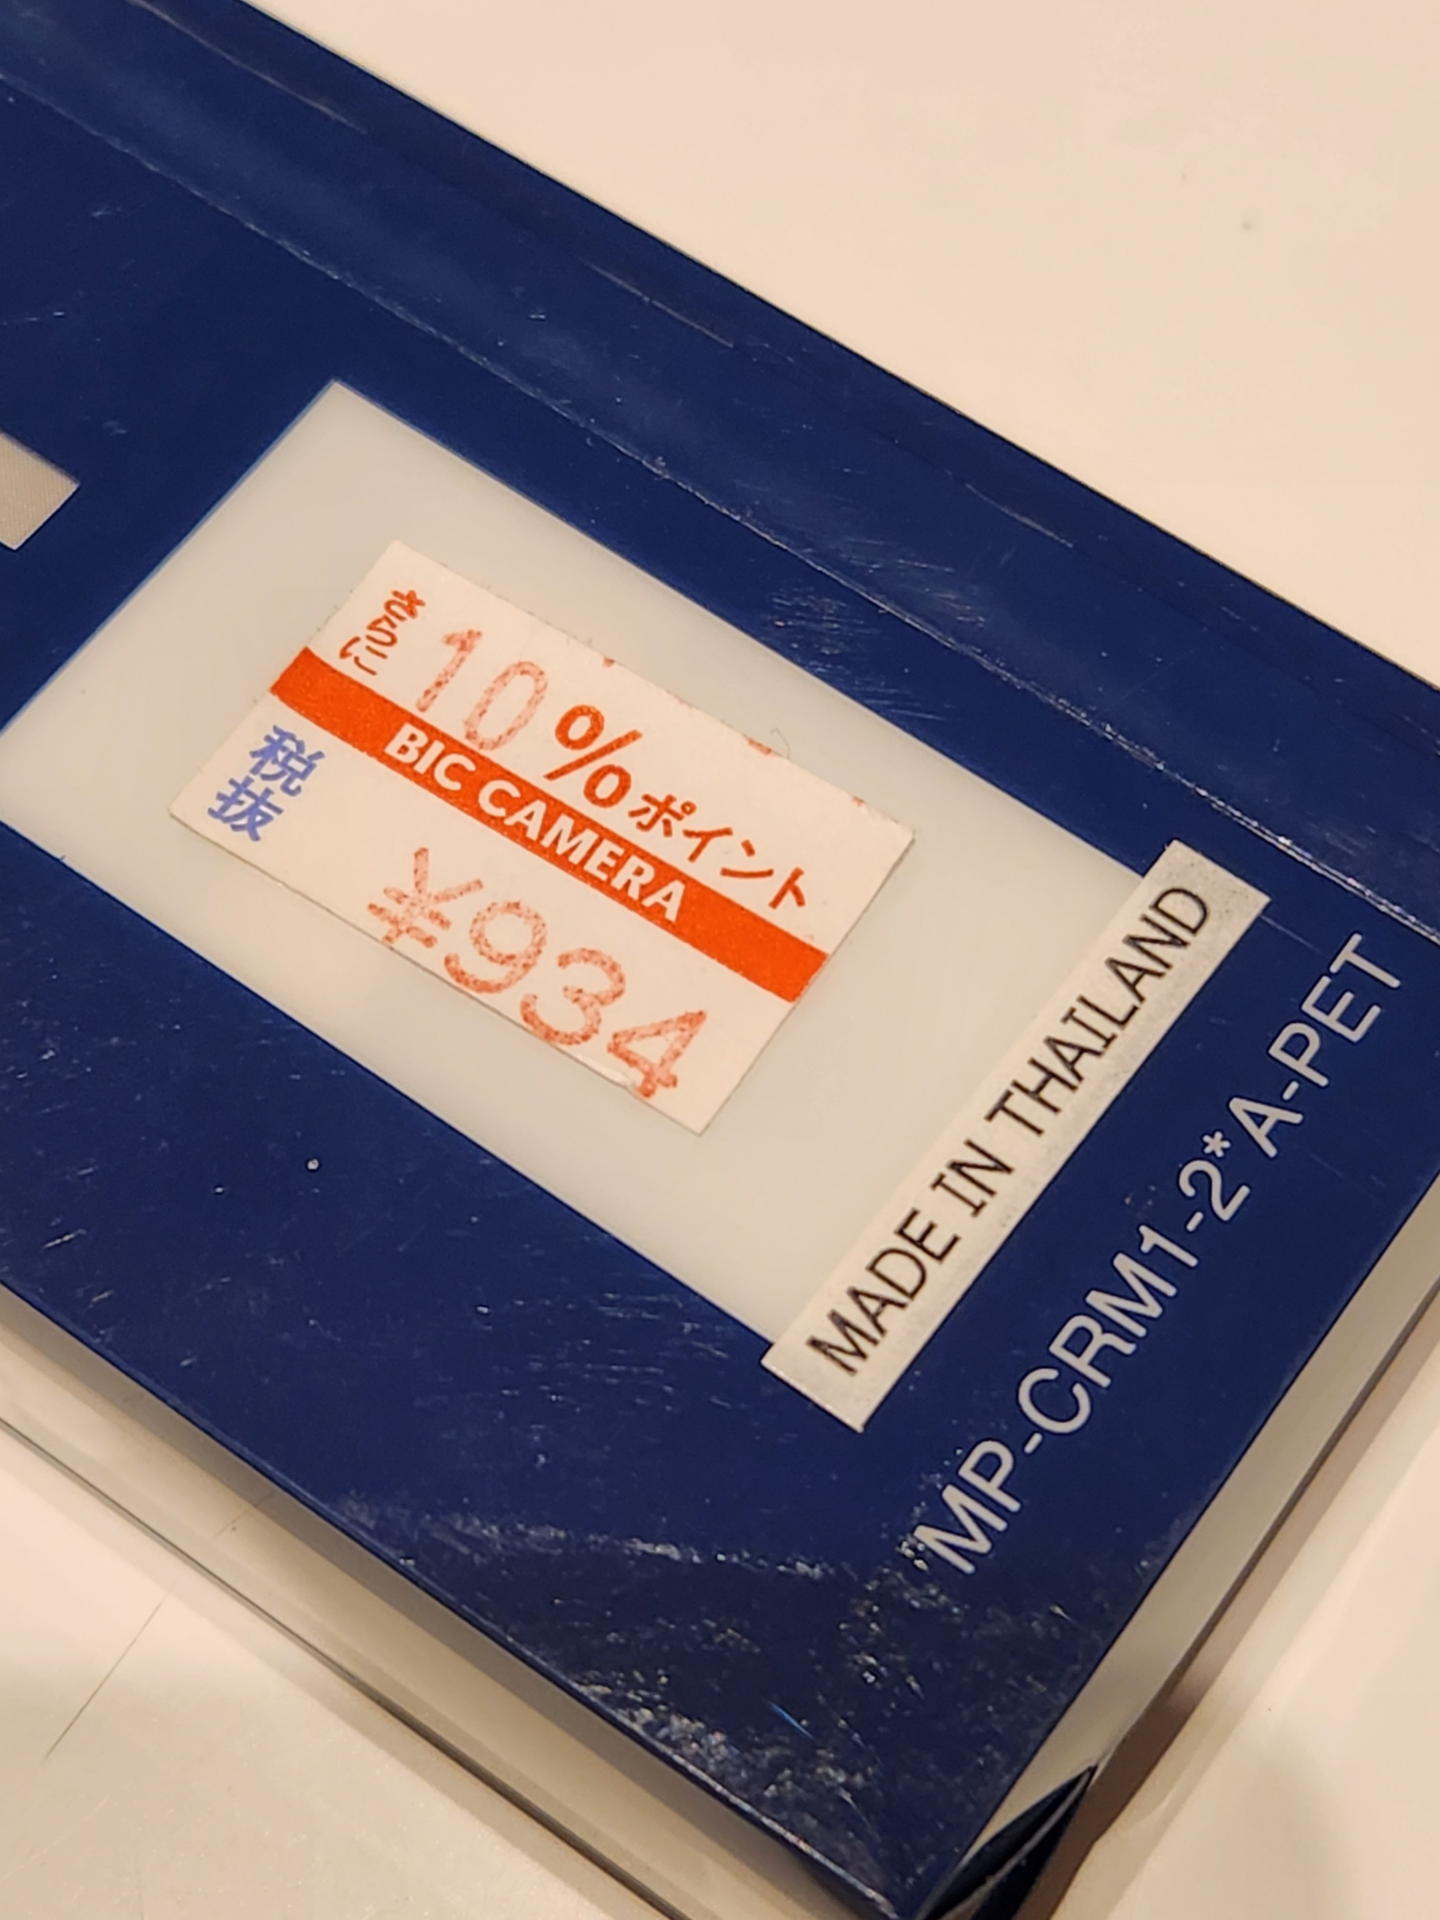 さらに 10%ポイント
BIC CAMERA
税抜 ¥934
MADE IN THAILAND
MP-CRM1-2*A-PET